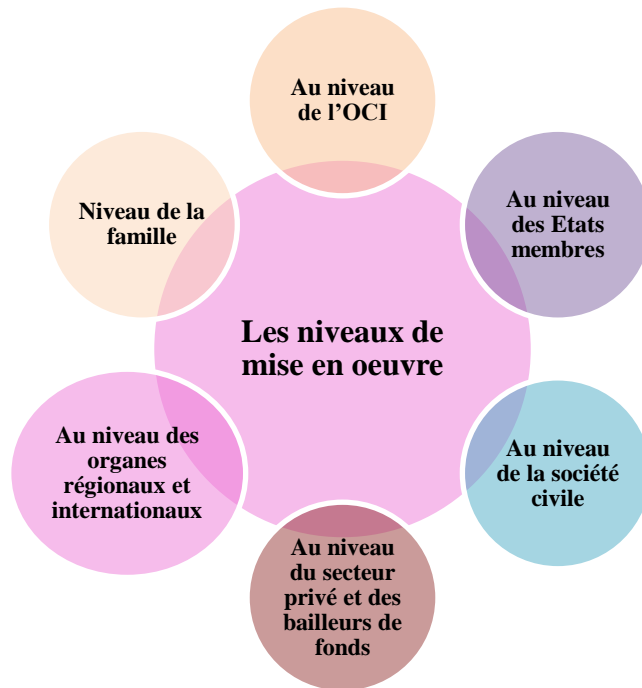 Au niveau
de l'OCI
Au niveau
des Etats
membres
Au niveau
de la société
civile
Au niveau
du secteur
privé et des
bailleurs de
fonds
Au niveau des
organes
régionaux et
internationaux
Niveau de la
famille
Les niveaux de
mise en oeuvre